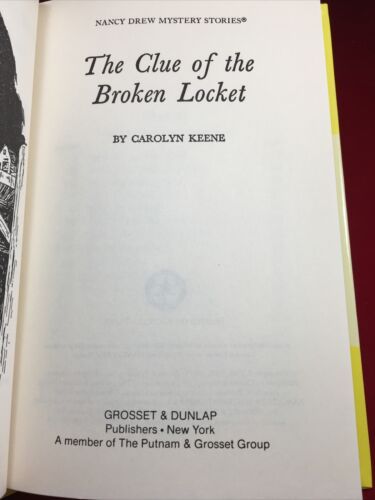 NANCY DREW MYSTERY STORIES®
The Clue of the
Broken Locket
BY CAROLYN KEENE
GROSSET & DUNLAP
Publishers • New York
A member of The Putnam & Grosset Group